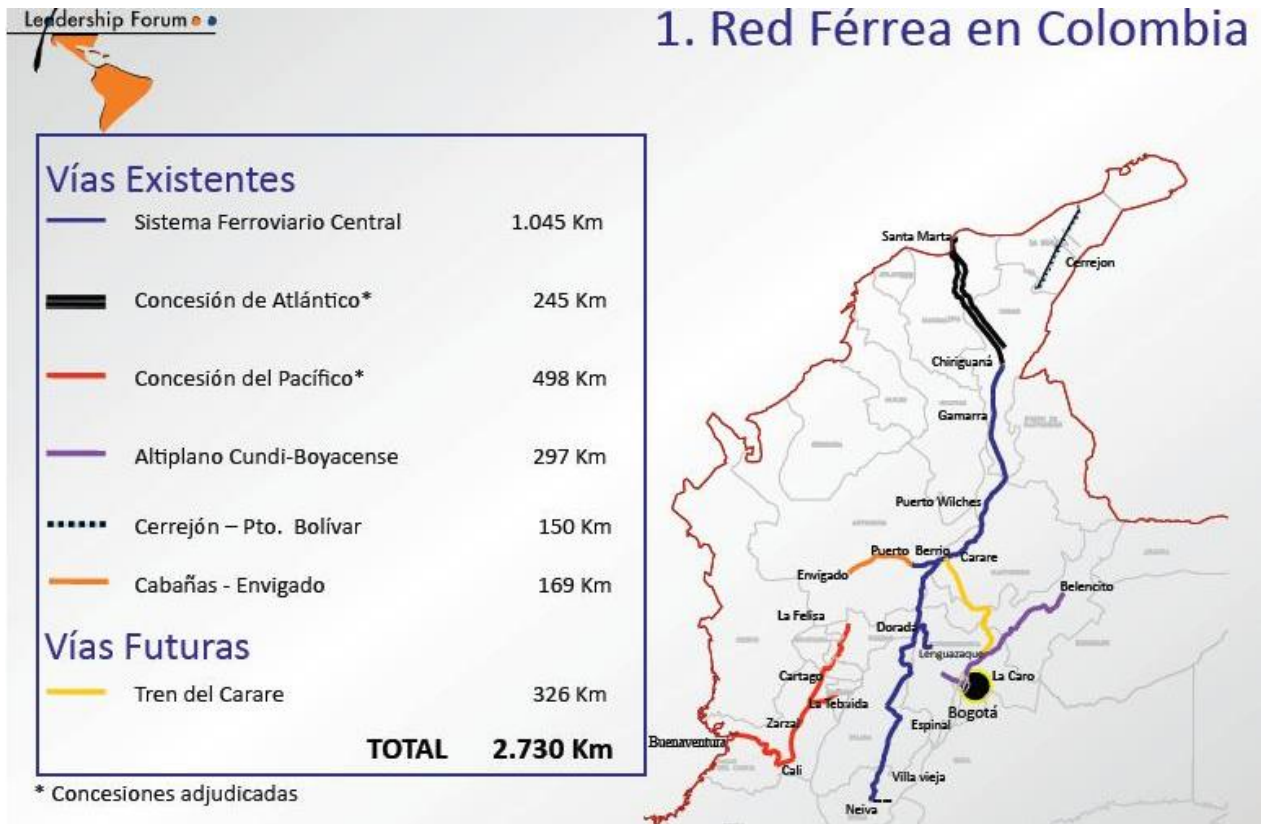 Leadership Forum
1. Red Férrea en Colombia
Vías Existentes
Sistema Ferroviario Central 1.045 Km
Concesión de Atlántico* 245 Km
Concesión del Pacífico* 498 Km
Altiplano Cundi-Boyacense 297 Km
Cerrejón – Pto. Bolívar 150 Km
Cabañas - Envigado 169 Km
Vías Futuras
Tren del Carare 326 Km
TOTAL 2.730 Km
* Concesiones adjudicadas
Santa Marta
Cerrejon
Chiriguaná
Gamarra
Puerto Wilches
Puerto Berrio Carare
Envigado
Belencito
La Felisa
Dorada
Lenguazaque
Cartago
La Caro
La Tebaida
Bogotá
Zarzal
Espinal
Buenaventura
Cali
Villa vieja
Neiva